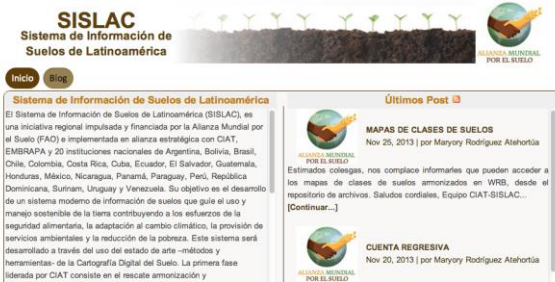 SISLAC
Sistema de Información de
Suelos de Latinoamérica
ALIANZA MUNDIAL
POR EL SUELO
Inicio
Blog
Sistema de Información de Suelos de Latinoamérica
El Sistema de Información de Suelos de Latinoamérica (SISLAC), es
una iniciativa regional impulsada y financiada por la Alianza Mundial por
el Suelo (FAO) e implementada en alianza estratégica con CIAT,
EMBRAPA y 20 instituciones nacionales de Argentina, Bolivia, Brasil,
Chile, Colombia, Costa Rica, Cuba, Ecuador, El Salvador, Guatemala,
Honduras, México, Nicaragua, Panamá, Paraguay, Perú, República
Dominicana, Surinam, Uruguay y Venezuela. Su objetivo es el desarrollo
de un sistema moderno de información de suelos que guíe el uso y
manejo sostenible de la tierra contribuyendo a los esfuerzos de la
seguridad alimentaria, la adaptación al cambio climático, la provisión de
servicios ambientales y la reducción de la pobreza. Este sistema será
desarrollado a través del uso del estado de arte –métodos y
herramientas- de la Cartografía Digital del Suelo. La primera fase
liderada por CIAT consiste en el rescate armonización y
Últimos Post
ALIANZA MUNDIAL
POR EL SUELO
MAPAS DE CLASES DE SUELOS
Nov 25, 2013 | por Maryory Rodríguez Atehortúa
Estimados colesgas, nos complace informarles que pueden acceder a
los mapas de clases de suelos armonizados en WRB, desde el
repositorio de archivos. Saludos cordiales, Equipo CIAT-SISLAC...
[Continuar...]
ALIANZA MUNDIAL
POR EL SUELO
CUENTA REGRESIVA
Nov 20, 2013 | por Maryory Rodríguez Atehortúa